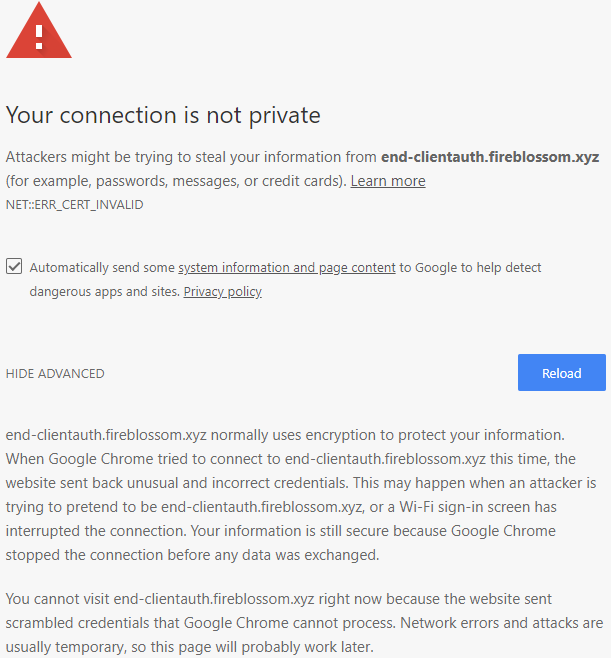 Your connection is not private
Attackers might be trying to steal your information from end-clientauth.fireblossom.xyz
(for example, passwords, messages, or credit cards). Learn more
NET::ERR_CERT_INVALID
Automatically send some system information and page content to Google to help detect
dangerous apps and sites. Privacy policy
HIDE ADVANCED
Reload
end-clientauth.fireblossom.xyz normally uses encryption to protect your information.
When Google Chrome tried to connect to end-clientauth.fireblossom.xyz this time, the
website sent back unusual and incorrect credentials. This may happen when an attacker is
trying to pretend to be end-clientauth.fireblossom.xyz, or a Wi-Fi sign-in screen has
interrupted the connection. Your information is still secure because Google Chrome
stopped the connection before any data was exchanged.
You cannot visit end-clientauth.fireblossom.xyz right now because the website sent
scrambled credentials that Google Chrome cannot process. Network errors and attacks are
usually temporary, so this page will probably work later.